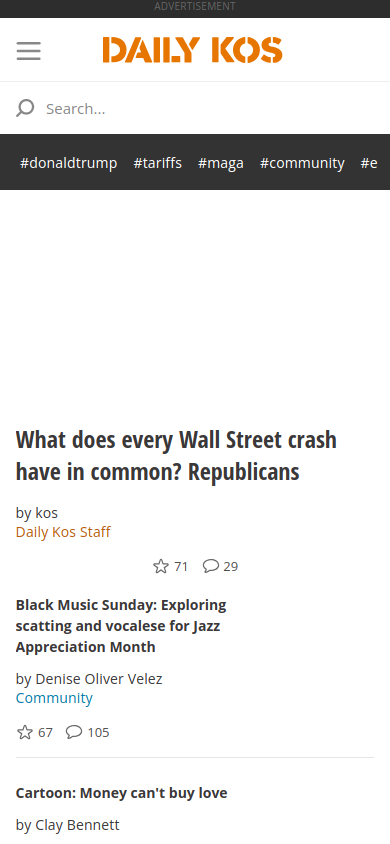 ADVERTISEMENT
DAILY KOS
Search...
#donaldtrump #tariffs #maga #community #e
What does every Wall Street crash
have in common? Republicans
by kos
Daily Kos Staff
71 29
Black Music Sunday: Exploring
scatting and vocalese for Jazz
Appreciation Month
by Denise Oliver Velez
Community
67 105
Cartoon: Money can't buy love
by Clay Bennett